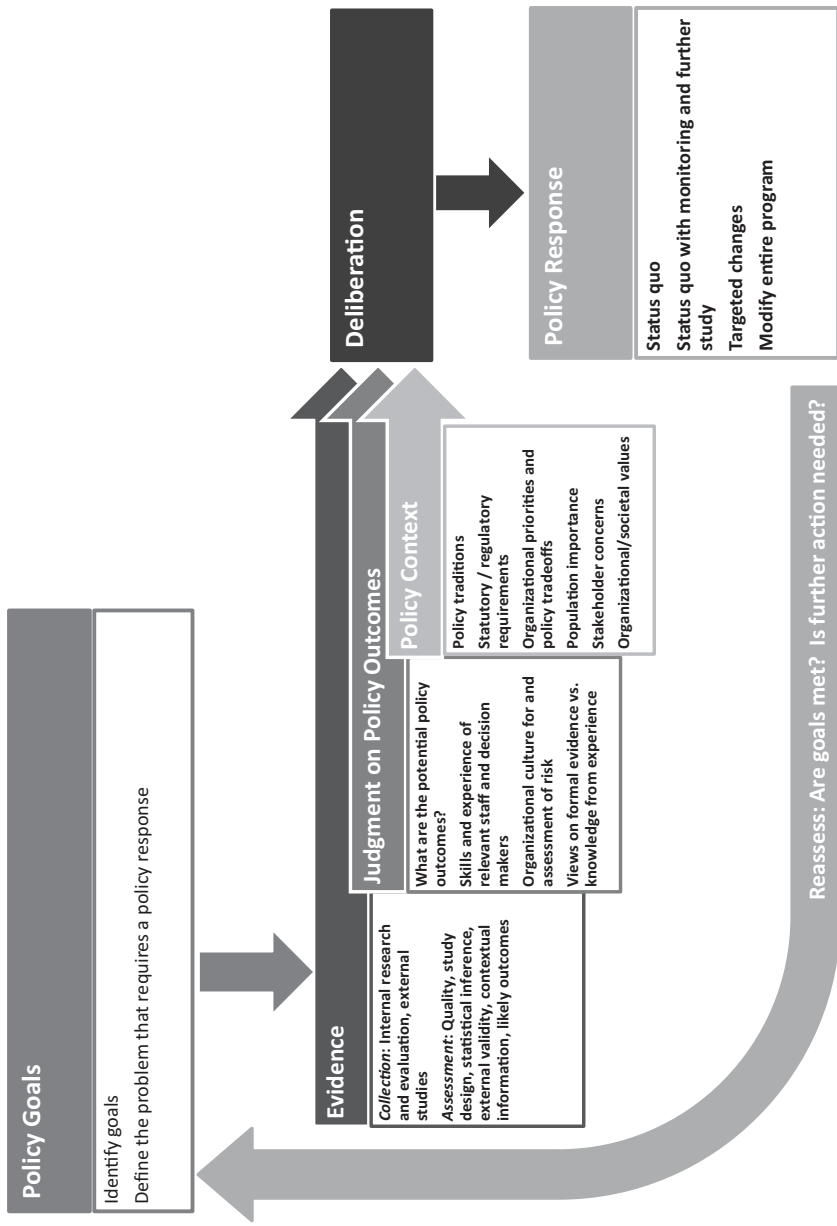 Policy Goals
Identify goals
Define the problem that requires a policy response
Evidence
Collection: Internal research
and evaluation, external
studies
Assessment: Quality, study
design, statistical inference,
external validity, contextual
information, likely outcomes
Judgment on Policy Outcomes
What are the potential policy
outcomes?
Skills and experience of
relevant staff and decision
makers
Organizational culture for and
assessment of risk
Views on formal evidence vs.
knowledge from experience
Policy Context
Policy traditions
Statutory / regulatory
requirements
Organizational priorities and
policy tradeoffs
Population importance
Stakeholder concerns
Organizational/societal values
Deliberation
Policy Response
Status quo
Status quo with monitoring and further
study
Targeted changes
Modify entire program
Reassess: Are goals met? Is further action needed?